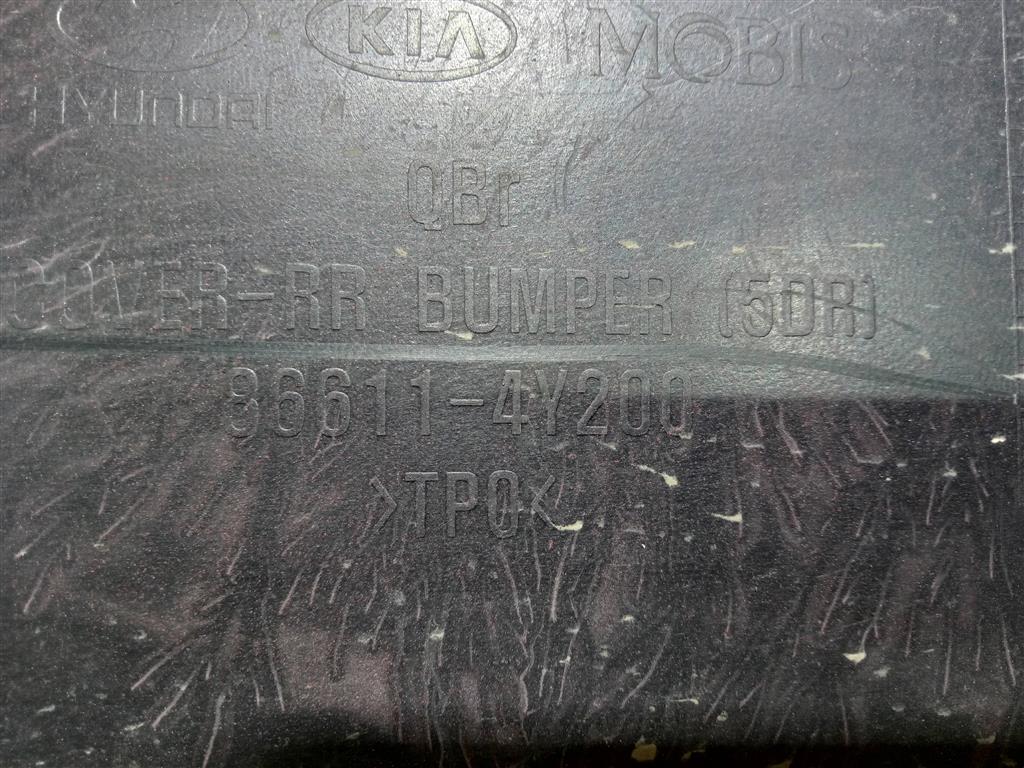 KIA MOBIS
HYUNDAI
QBr
COVER-RR BUMPER (5DR)
86611-4Y200
>TPO<